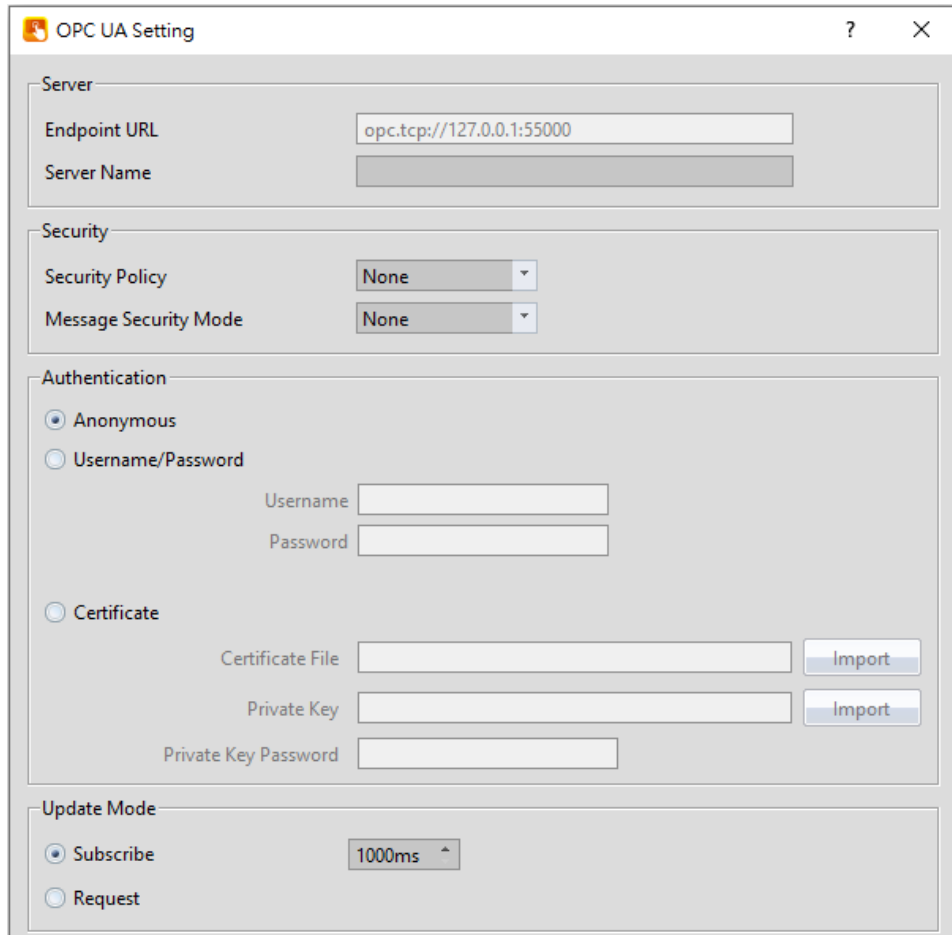 OPC UA Setting ?
Server
Endpoint URL opc.tcp://127.0.0.1:55000
Server Name
Security
Security Policy None
Message Security Mode None
Authentication
Anonymous
Username/Password
Username
Password
Certificate
Certificate File Import
Private Key Import
Private Key Password
Update Mode
Subscribe 1000ms
Request